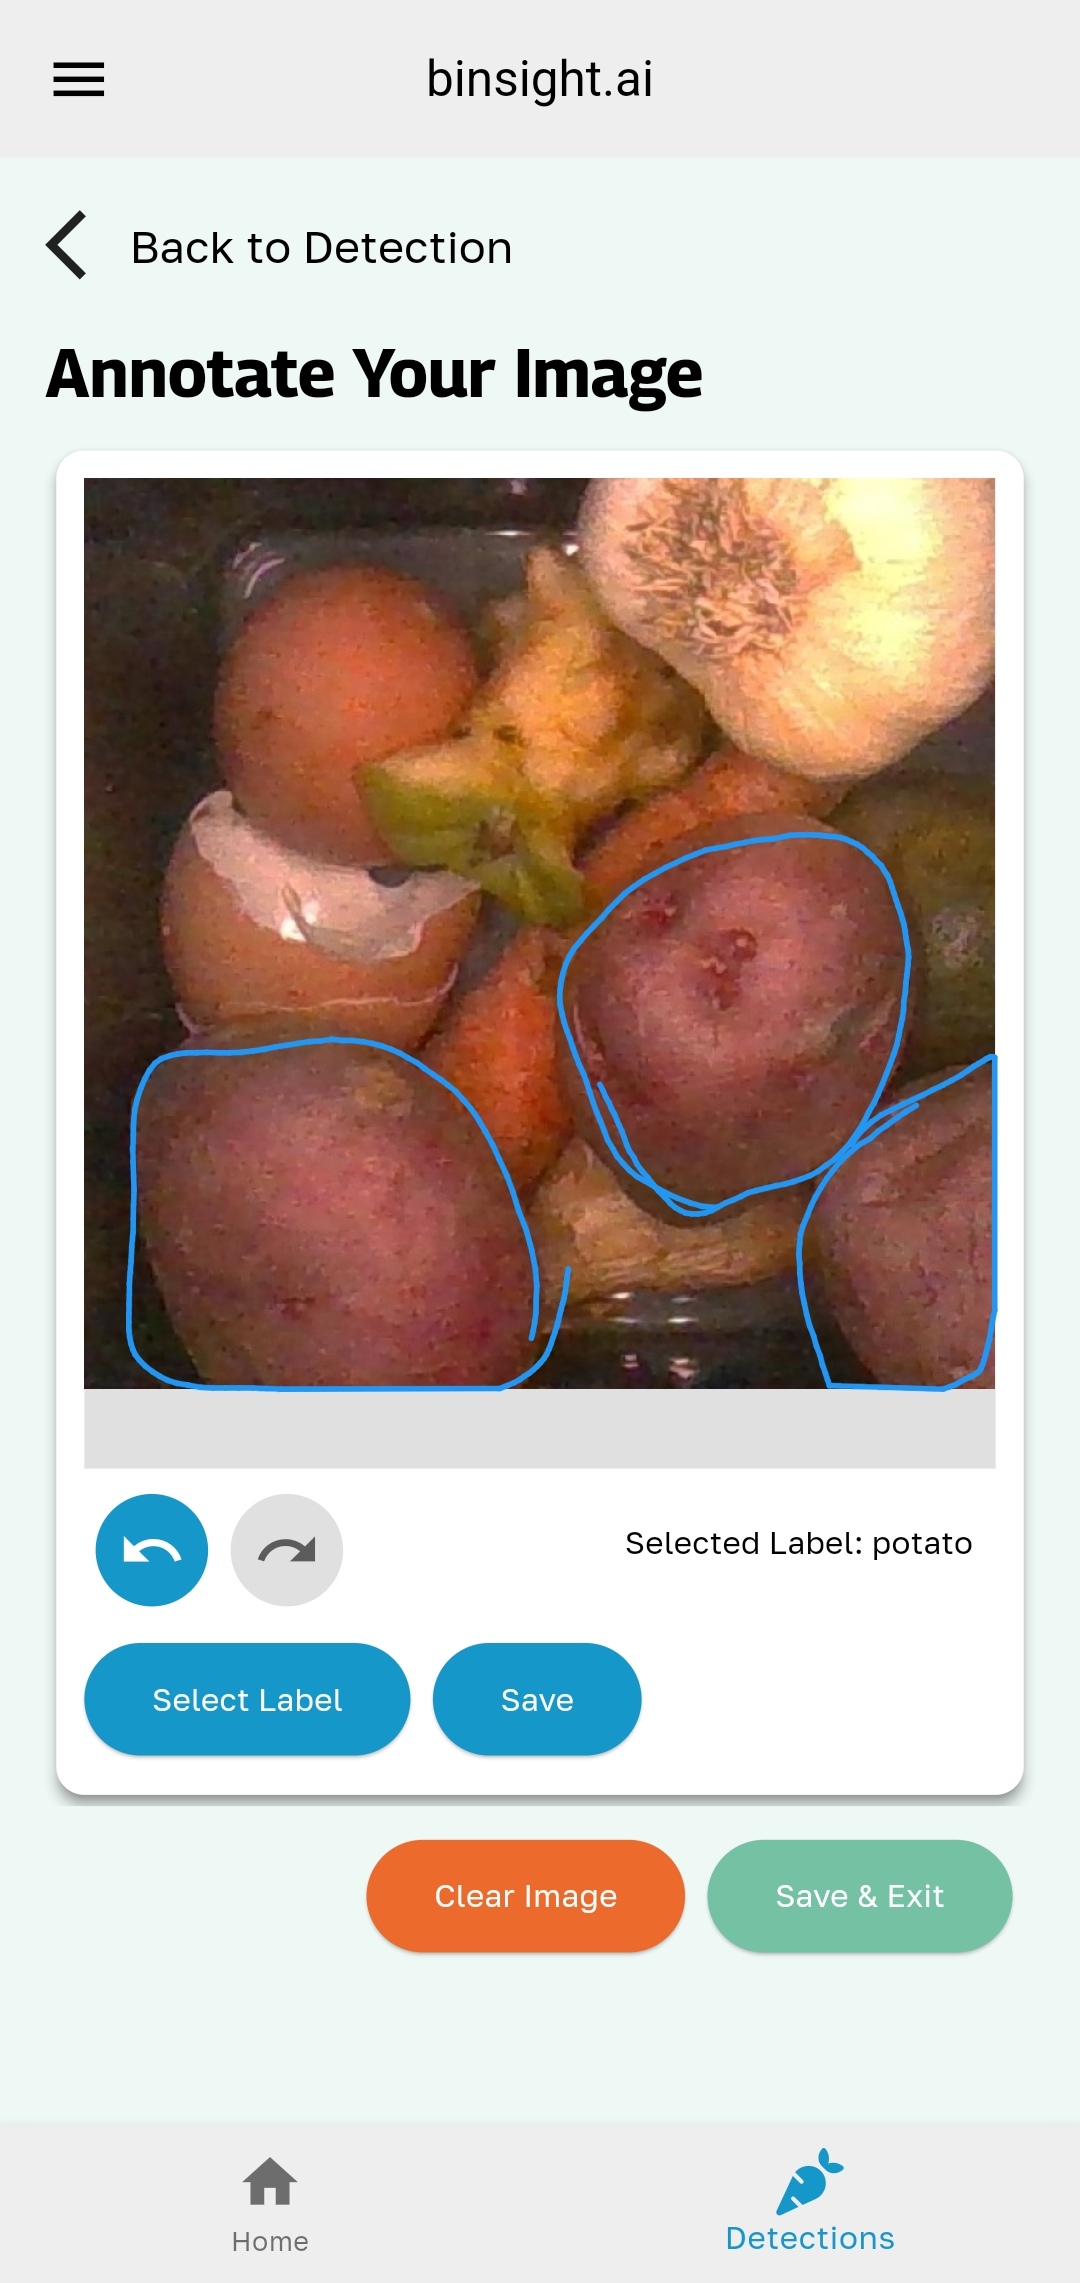 binsight.ai
Back to Detection
Annotate Your Image
Selected Label: potato
Select Label
Save
Clear Image
Save & Exit
Home
Detections